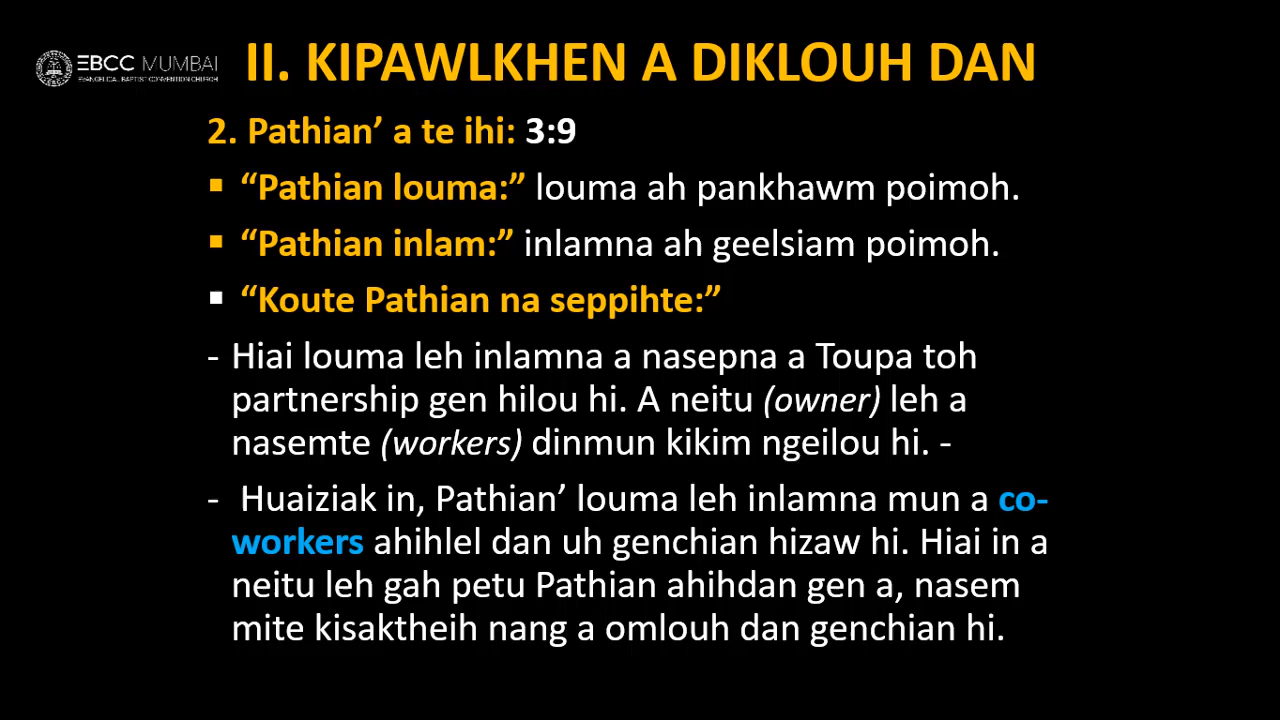 EBCC MUMBAI
EVANGELICAL BAPTIST CONVENTION CHURCH
II. KIPAWLKHEN A DIKLOUH DAN
2. Pathian’ a te ihi: 3:9
▪ “Pathian louma:” louma ah pankhawm poimoh.
▪ “Pathian inlam:” inlamna ah geelsiam poimoh.
▪ “Koute Pathian na seppihte:”
- Hiai louma leh inlamna a nasepna a Toupa toh
partnership gen hilou hi. A neitu (owner) leh a
nasemte (workers) dinmun kikim ngeilou hi. -
- Huaiziak in, Pathian’ louma leh inlamna mun a co-
workers ahihlel dan uh genchian hizaw hi. Hiai in a
neitu leh gah petu Pathian ahihdan gen a, nasem
mite kisaktheih nang a omlouh dan genchian hi.